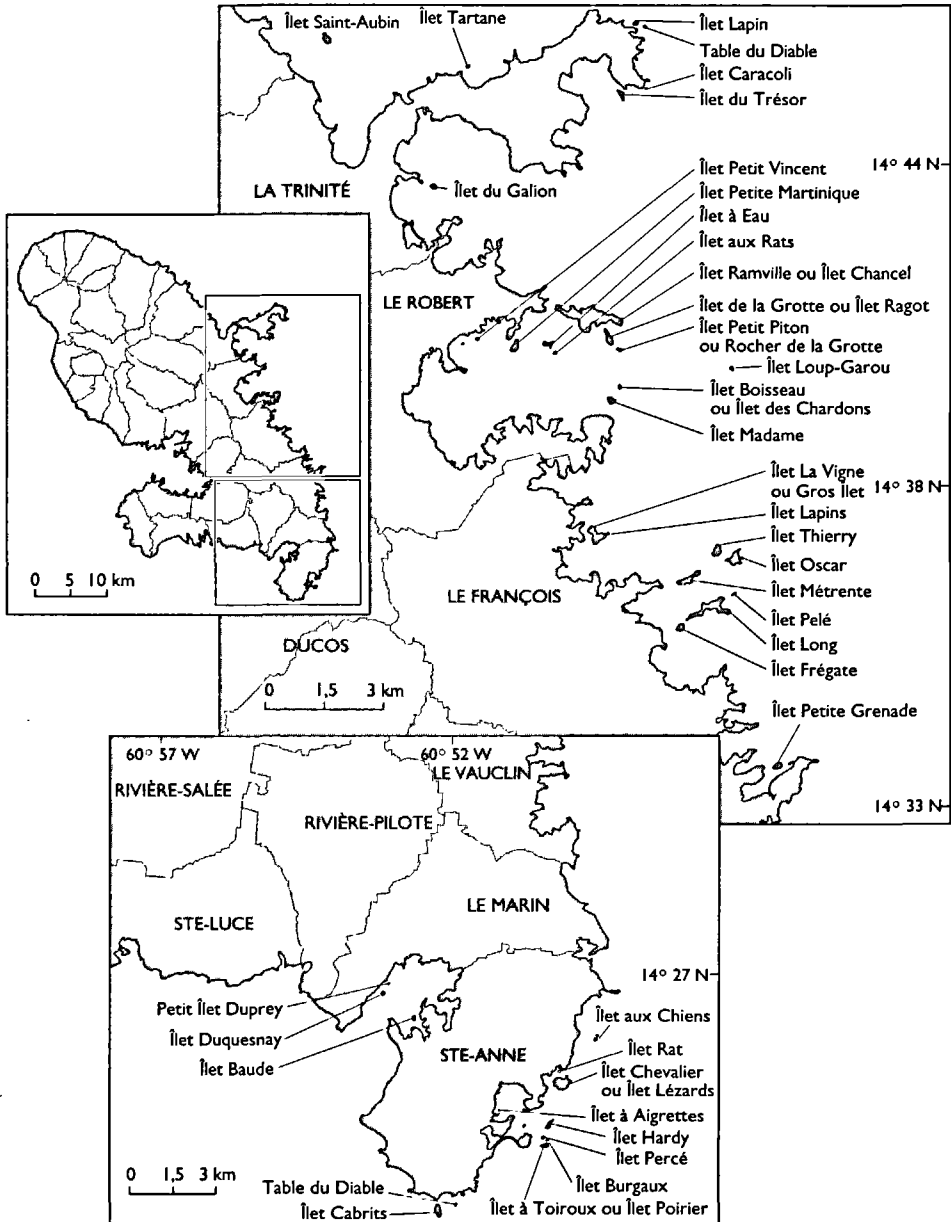 Îlet Saint-Aubin
Îlet Tartane
Îlet Lapin
Table du Diable
Îlet Caracoli
Îlet du Trésor
14° 44 N
Îlet Petit Vincent
Îlet Petite Martinique
Îlet à Eau
Îlet aux Rats
Îlet Ramville ou Îlet Chancel
Îlet de la Grotte ou Îlet Ragot
Îlet Petit Piton
ou Rocher de la Grotte
Îlet Loup-Garou
Îlet Boisseau
ou Îlet des Chardons
Îlet Madame
LA TRINITÉ
Îlet du Galion
LE ROBERT
Îlet La Vigne
ou Gros Îlet
14° 38 N
Îlet Lapins
Îlet Thierry
Îlet Oscar
Îlet Métrente
Îlet Pelé
Îlet Long
Îlet Frégate
LE FRANÇOIS
DUCOS
0 1,5 3 km
Îlet Petite Grenade
14° 33 N
0 5 10 km
60° 57 W
60° 52 W
RIVIÈRE-SALÉE
LE VAUCLIN
RIVIÈRE-PILOTE
LE MARIN
STE-LUCE
14° 27 N
Petit Îlet Duprey
Îlet Duquesnay
Îlet Baude
STE-ANNE
Îlet aux Chiens
Îlet Rat
Îlet Chevalier
ou Îlet Lézards
Îlet à Aigrettes
Îlet Hardy
Îlet Percé
Îlet Burgaux
Îlet à Toiroux ou Îlet Poirier
0 1,5 3 km
Table du Diable
Îlet Cabrits